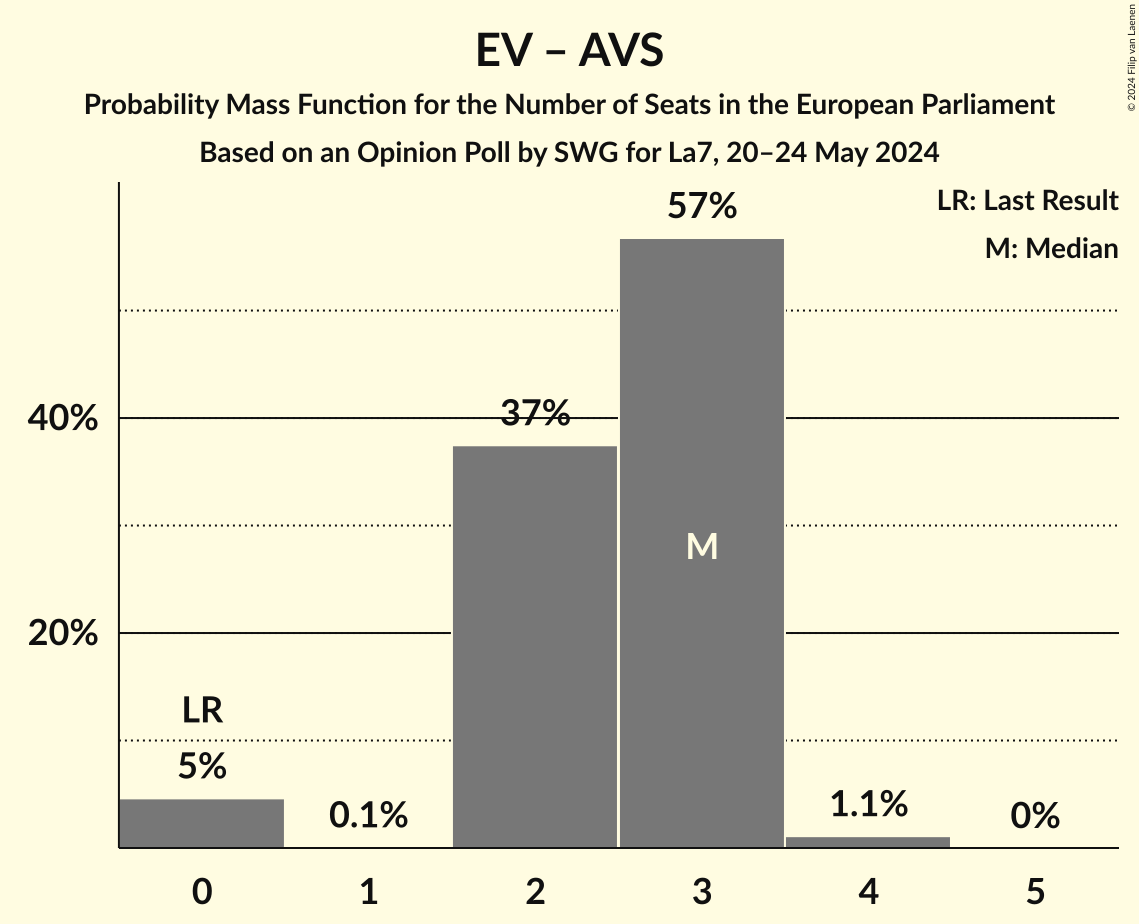 EV – AVS
Probability Mass Function for the Number of Seats in the European Parliament
Based on an Opinion Poll by SWG for La7, 20–24 May 2024
© 2024 Filip van Laenen
LR: Last Result
M: Median
57%
40%
37%
M
20%
LR
5%
0.1%
1.1%
0%
0 1 2 3 4 5